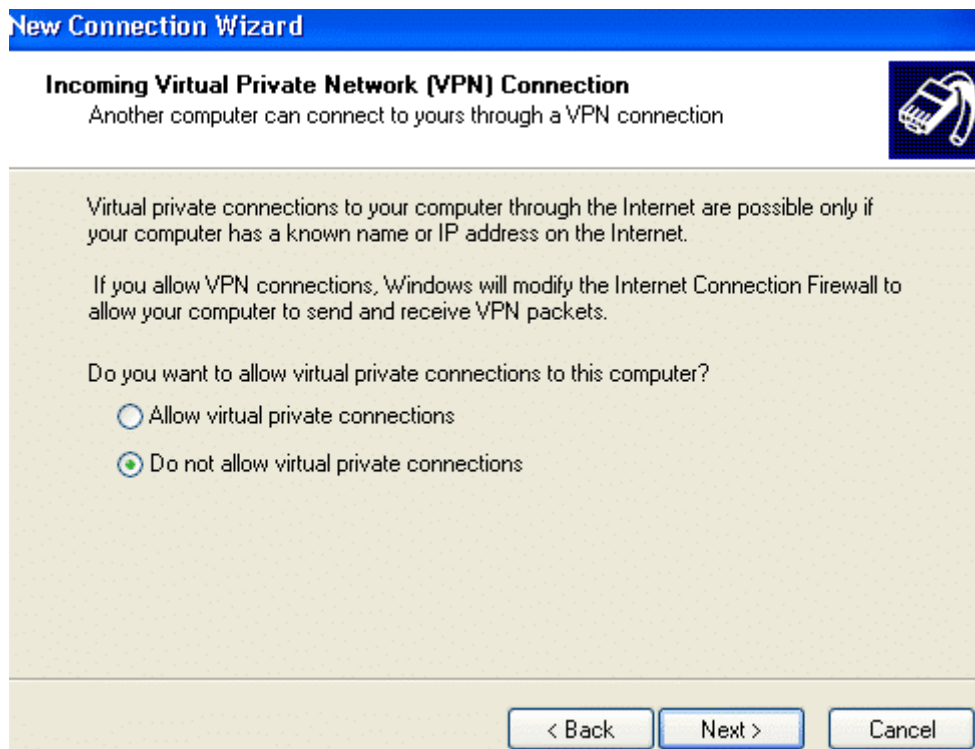 New Connection Wizard
Incoming Virtual Private Network (VPN) Connection
Another computer can connect to yours through a VPN connection
Virtual private connections to your computer through the Internet are possible only if
your computer has a known name or IP address on the Internet.
If you allow VPN connections, Windows will modify the Internet Connection Firewall to
allow your computer to send and receive VPN packets.
Do you want to allow virtual private connections to this computer?
Allow virtual private connections
Do not allow virtual private connections
< Back Next > Cancel